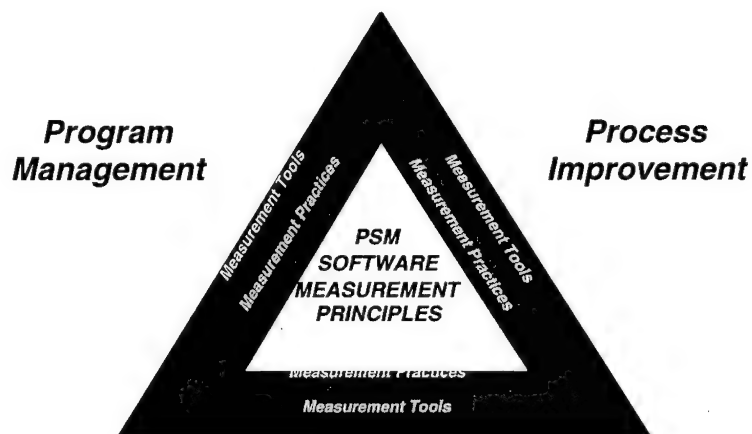 Program
Management
Process
Improvement
Measurement Tools
Measurement Practices
Measurement Tools
Measurement Practices
PSM
SOFTWARE
MEASUREMENT
PRINCIPLES
Measurement Practices
Measurement Tools